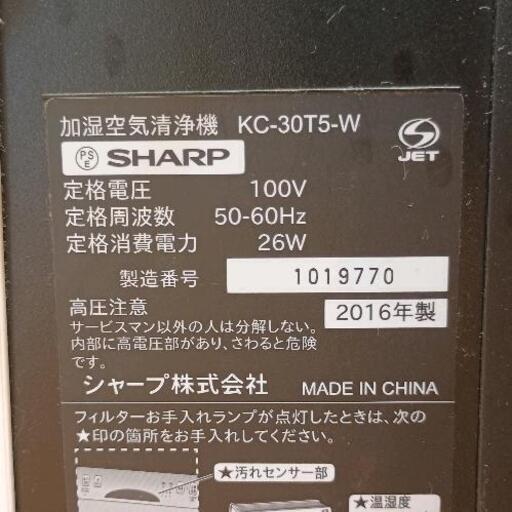 加湿空気清浄機 KC-30T5-W
PSE SHARP
JET
定格電圧 100V
定格周波数 50-60Hz
定格消費電力 26W
製造番号 1019770
高圧注意 2016年製
サービスマン以外の人は分解しない。
内部に高電圧部があり、さわると危険
です。
シャープ株式会社 MADE IN CHINA
フィルターお手入れランプが点灯したときは、次の
★印の箇所をお手入れしてください。
★汚れセンサー部
★温湿度